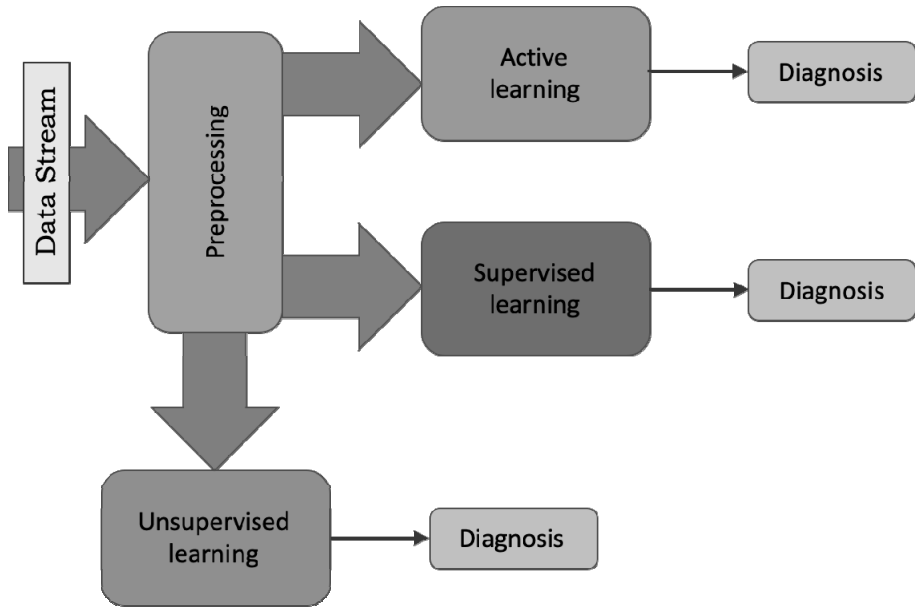 Data Stream
Preprocessing
Active
learning
Diagnosis
Supervised
learning
Diagnosis
Unsupervised
learning
Diagnosis